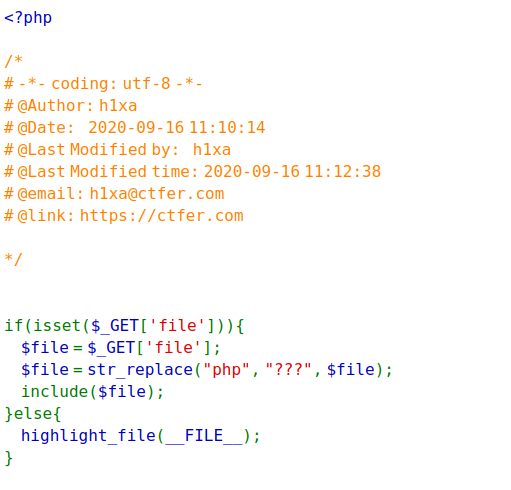 <?php
/*
# -*- coding: utf-8 -*-
# @Author: h1xa
# @Date:   2020-09-16 11:10:14
# @Last Modified by:   h1xa
# @Last Modified time: 2020-09-16 11:12:38
# @email: h1xa@ctfer.com
# @link: https://ctfer.com
*/
if(isset($_GET['file'])){
    $file = $_GET['file'];
    $file = str_replace("php", "???", $file);
    include($file);
}else{
    highlight_file(__FILE__);
}